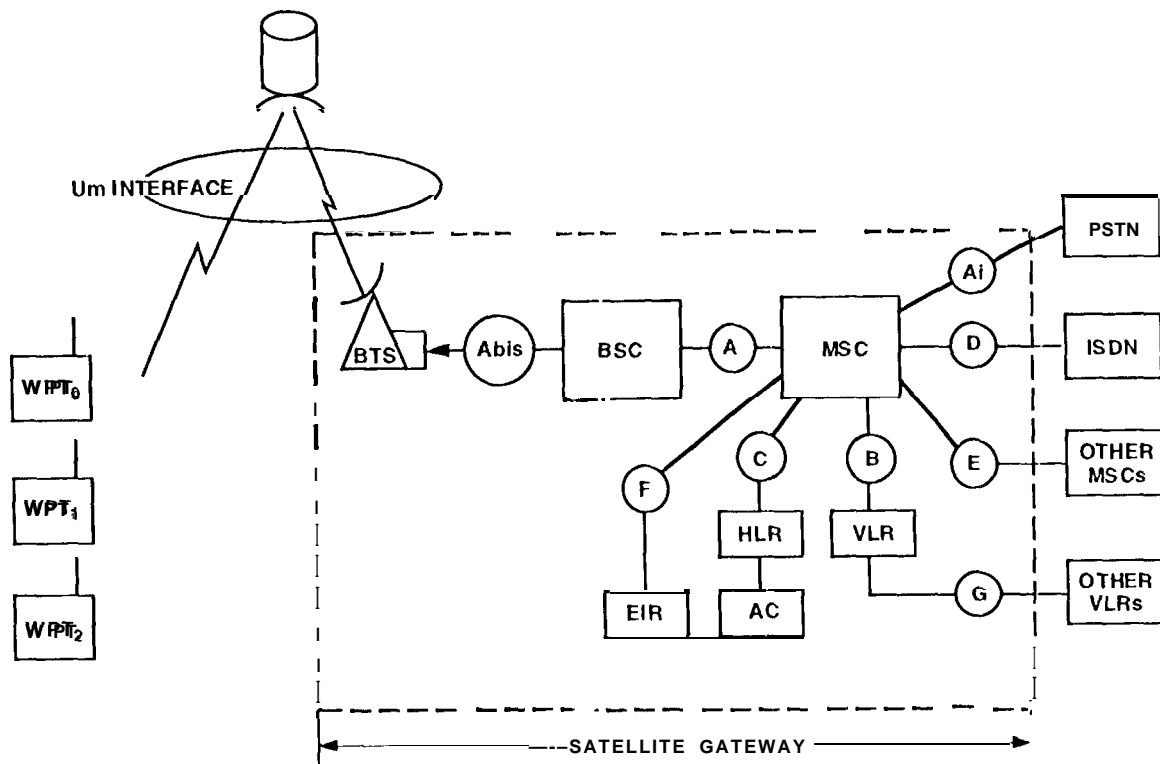 Um INTERFACE
PSTN
Ai
BTS
Abis
BSC
A
MSC
D
ISDN
WPT₀
F
C
B
E
OTHER
MSCs
WPT₁
HLR
VLR
EIR
AC
G
OTHER
VLRs
WPT₂
SATELLITE GATEWAY